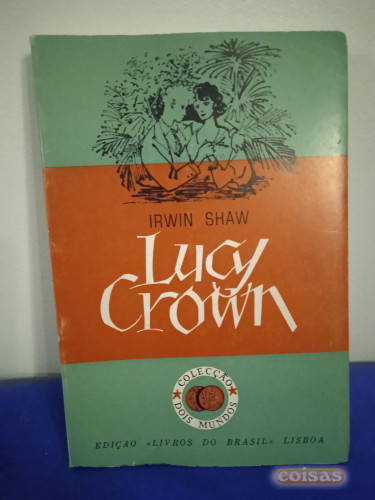 IRWIN SHAW
Lucy
Crown
COLECÇÃO
DOIS MUNDOS
EDIÇÃO «LIVROS DO BRASIL» LISBOA
coisas